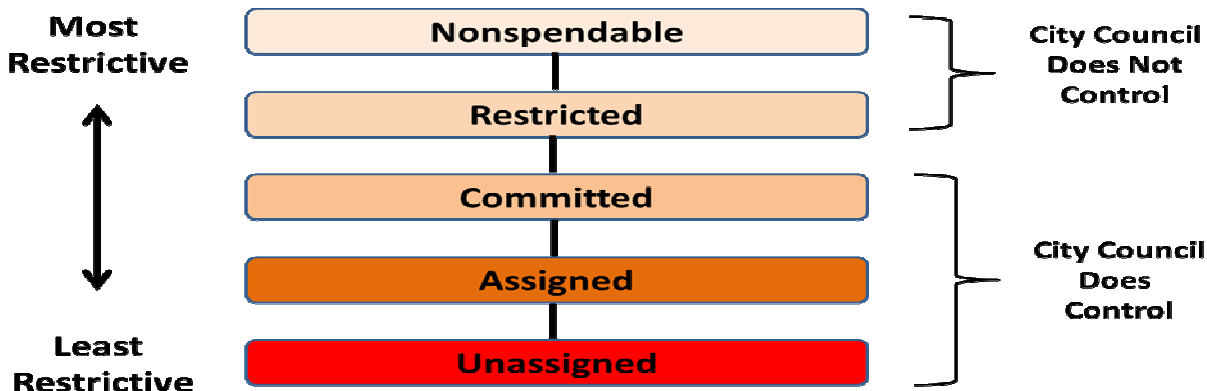 Most
Restrictive
Nonspendable
City Council
Does Not
Control
Restricted
Committed
Assigned
City Council
Does
Control
Least
Restrictive
Unassigned